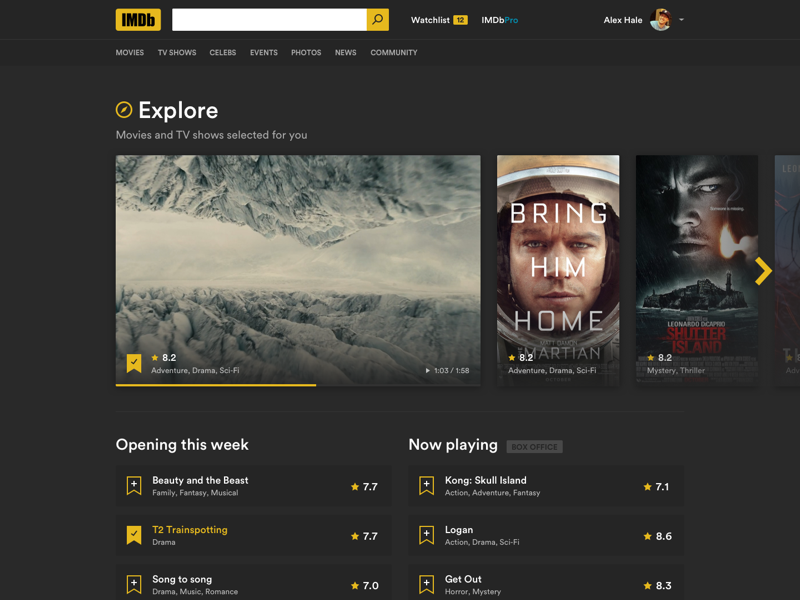 IMDb
Watchlist 12
IMDbPro
Alex Hale
MOVIES
TV SHOWS
CELEBS
EVENTS
PHOTOS
NEWS
COMMUNITY
Explore
Movies and TV shows selected for you
8.2
Adventure, Drama, Sci-Fi
1:03 / 1:58
BRING
HIM
HOME
MATT DAMON
MARTIAN
8.2
Adventure, Drama, Sci-Fi
Someone is missing.
LEONARDO DiCAPRIO
SHUTTER
ISLAND
8.2
Mystery, Thriller
Opening this week
Beauty and the Beast
Family, Fantasy, Musical
7.7
T2 Trainspotting
Drama
7.7
Song to song
Drama, Music, Romance
7.0
Now playing
BOX OFFICE
Kong: Skull Island
Action, Adventure, Fantasy
7.1
Logan
Action, Drama, Sci-Fi
8.6
Get Out
Horror, Mystery
8.3